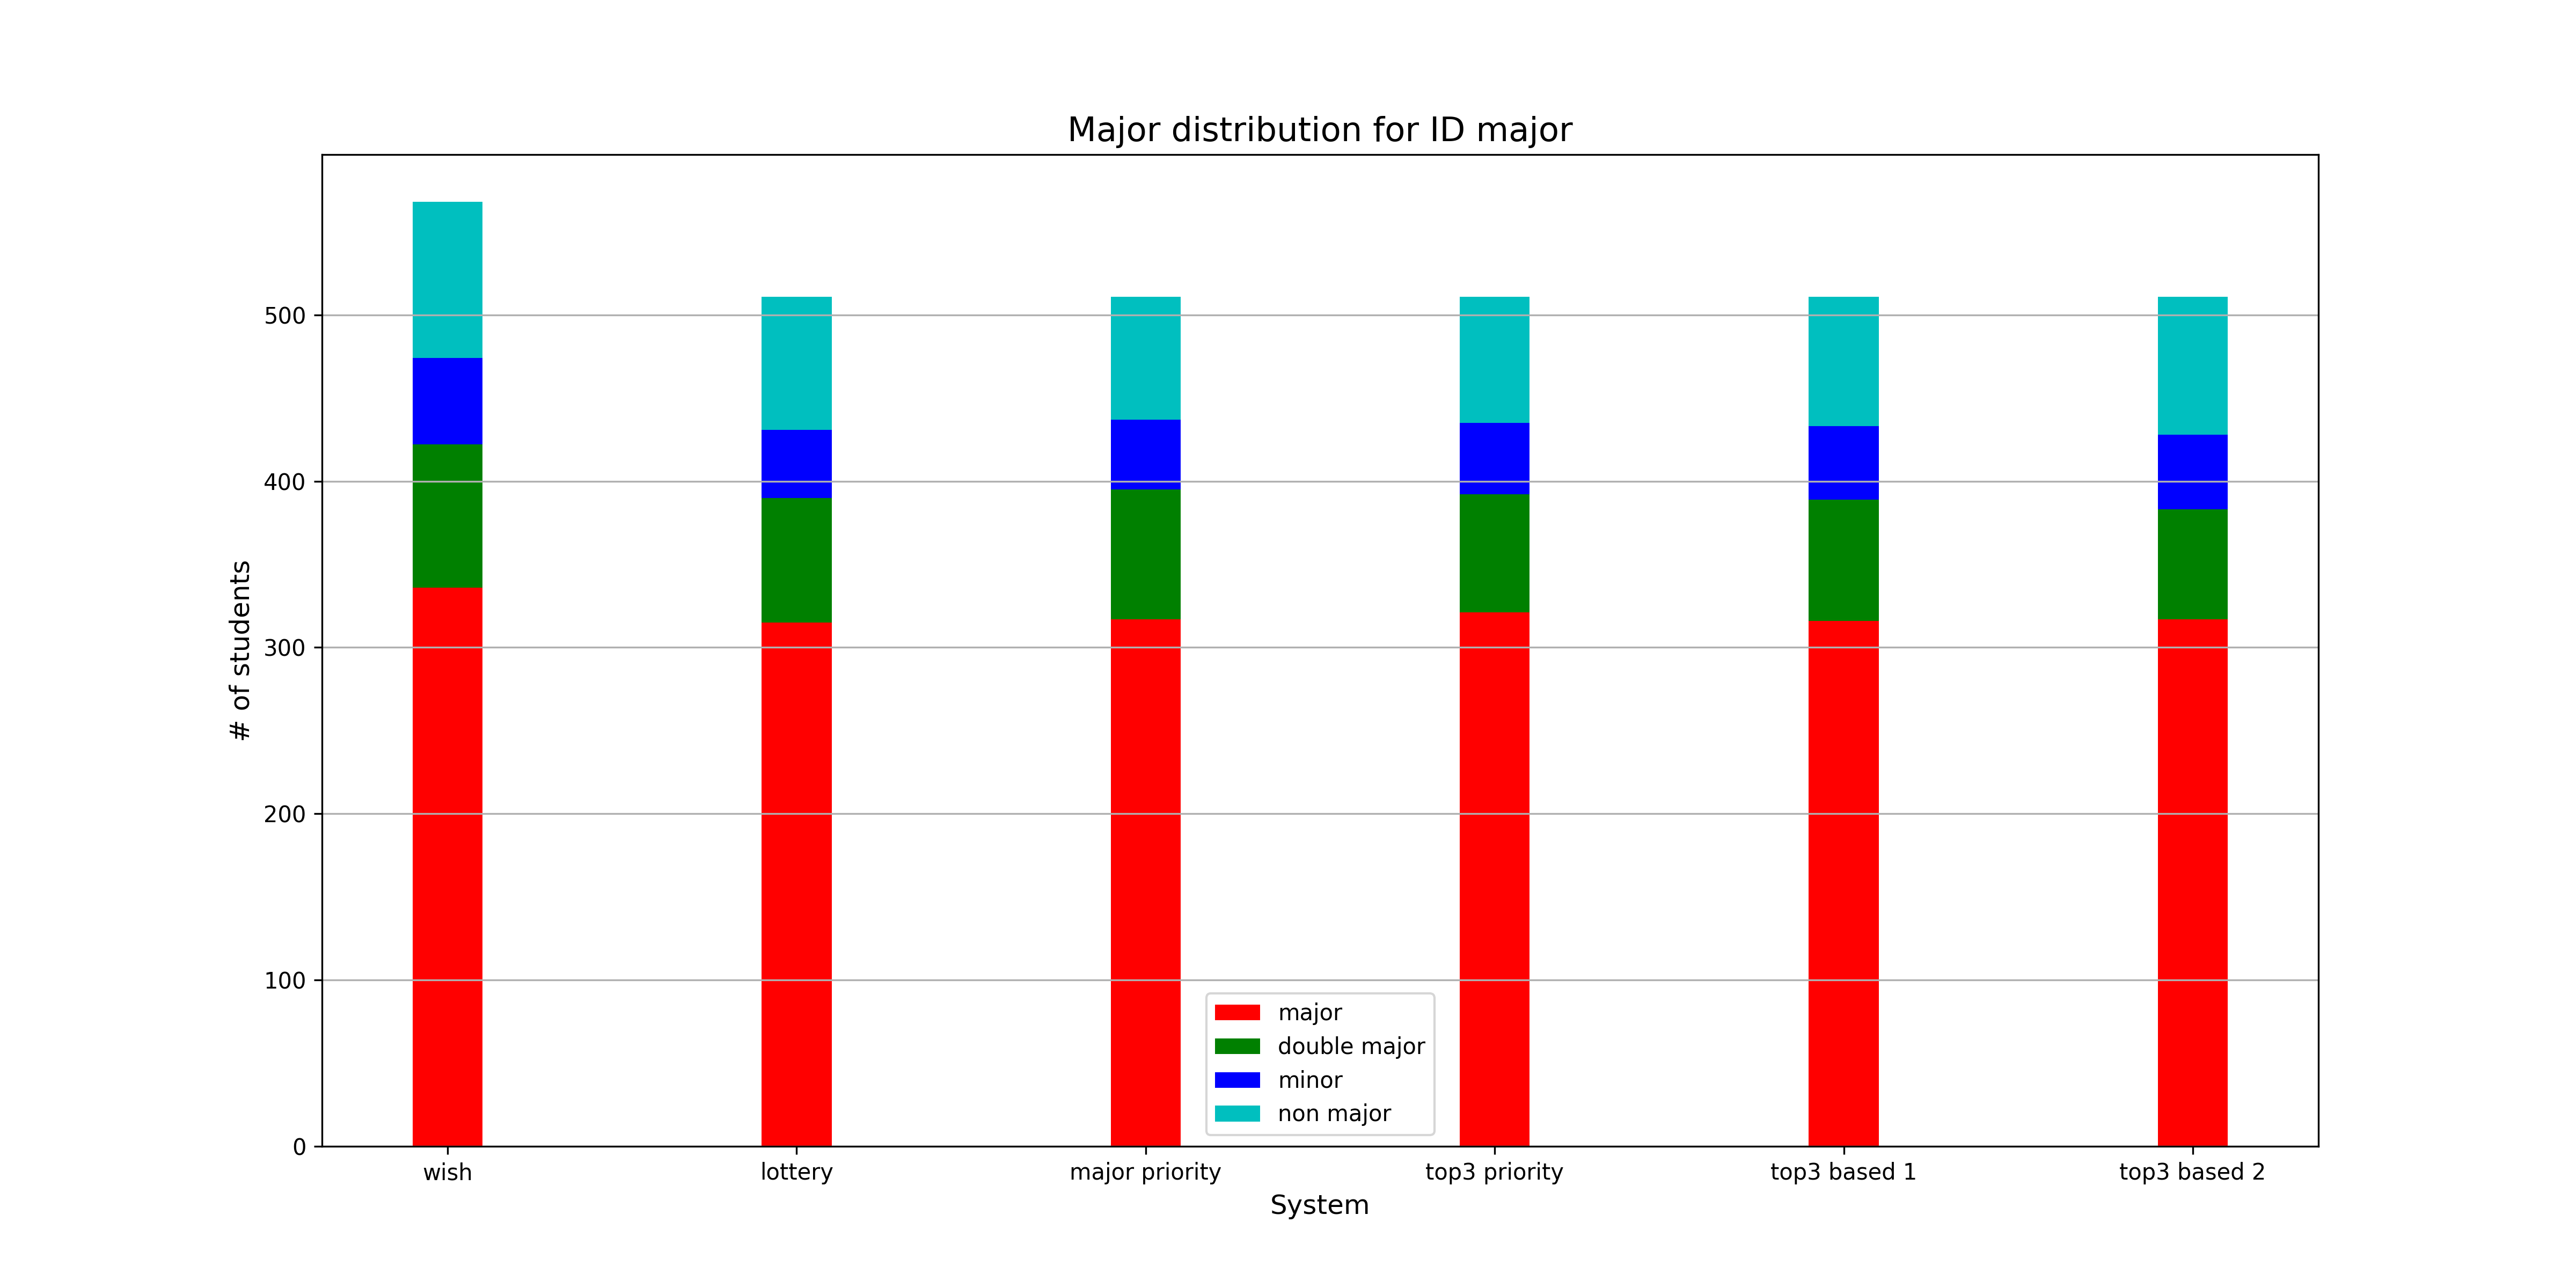 Major distribution for ID major
# of students
500
400
300
200
100
0
major
double major
minor
non major
wish
lottery
major priority
top3 priority
top3 based 1
top3 based 2
System